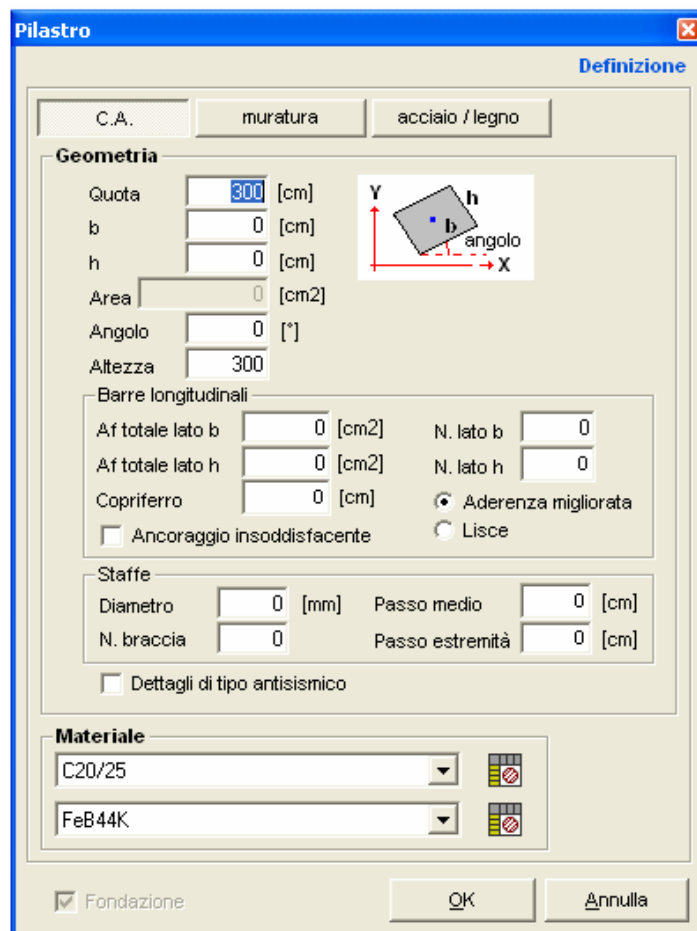 Pilastro
Definizione
C.A. muratura acciaio / legno
Geometria
Quota 300 [cm]
b 0 [cm]
h 0 [cm]
Area 0 [cm2]
Angolo 0 [°]
Altezza 300
Y h
b
angolo
X
Barre longitudinali
Af totale lato b 0 [cm2] N. lato b 0
Af totale lato h 0 [cm2] N. lato h 0
Copriferro 0 [cm] Aderenza migliorata
Ancoraggio insoddisfacente Lisce
Staffe
Diametro 0 [mm] Passo medio 0 [cm]
N. braccia 0 Passo estremità 0 [cm]
Dettagli di tipo antisismico
Materiale
C20/25
FeB44K
Fondazione OK Annulla